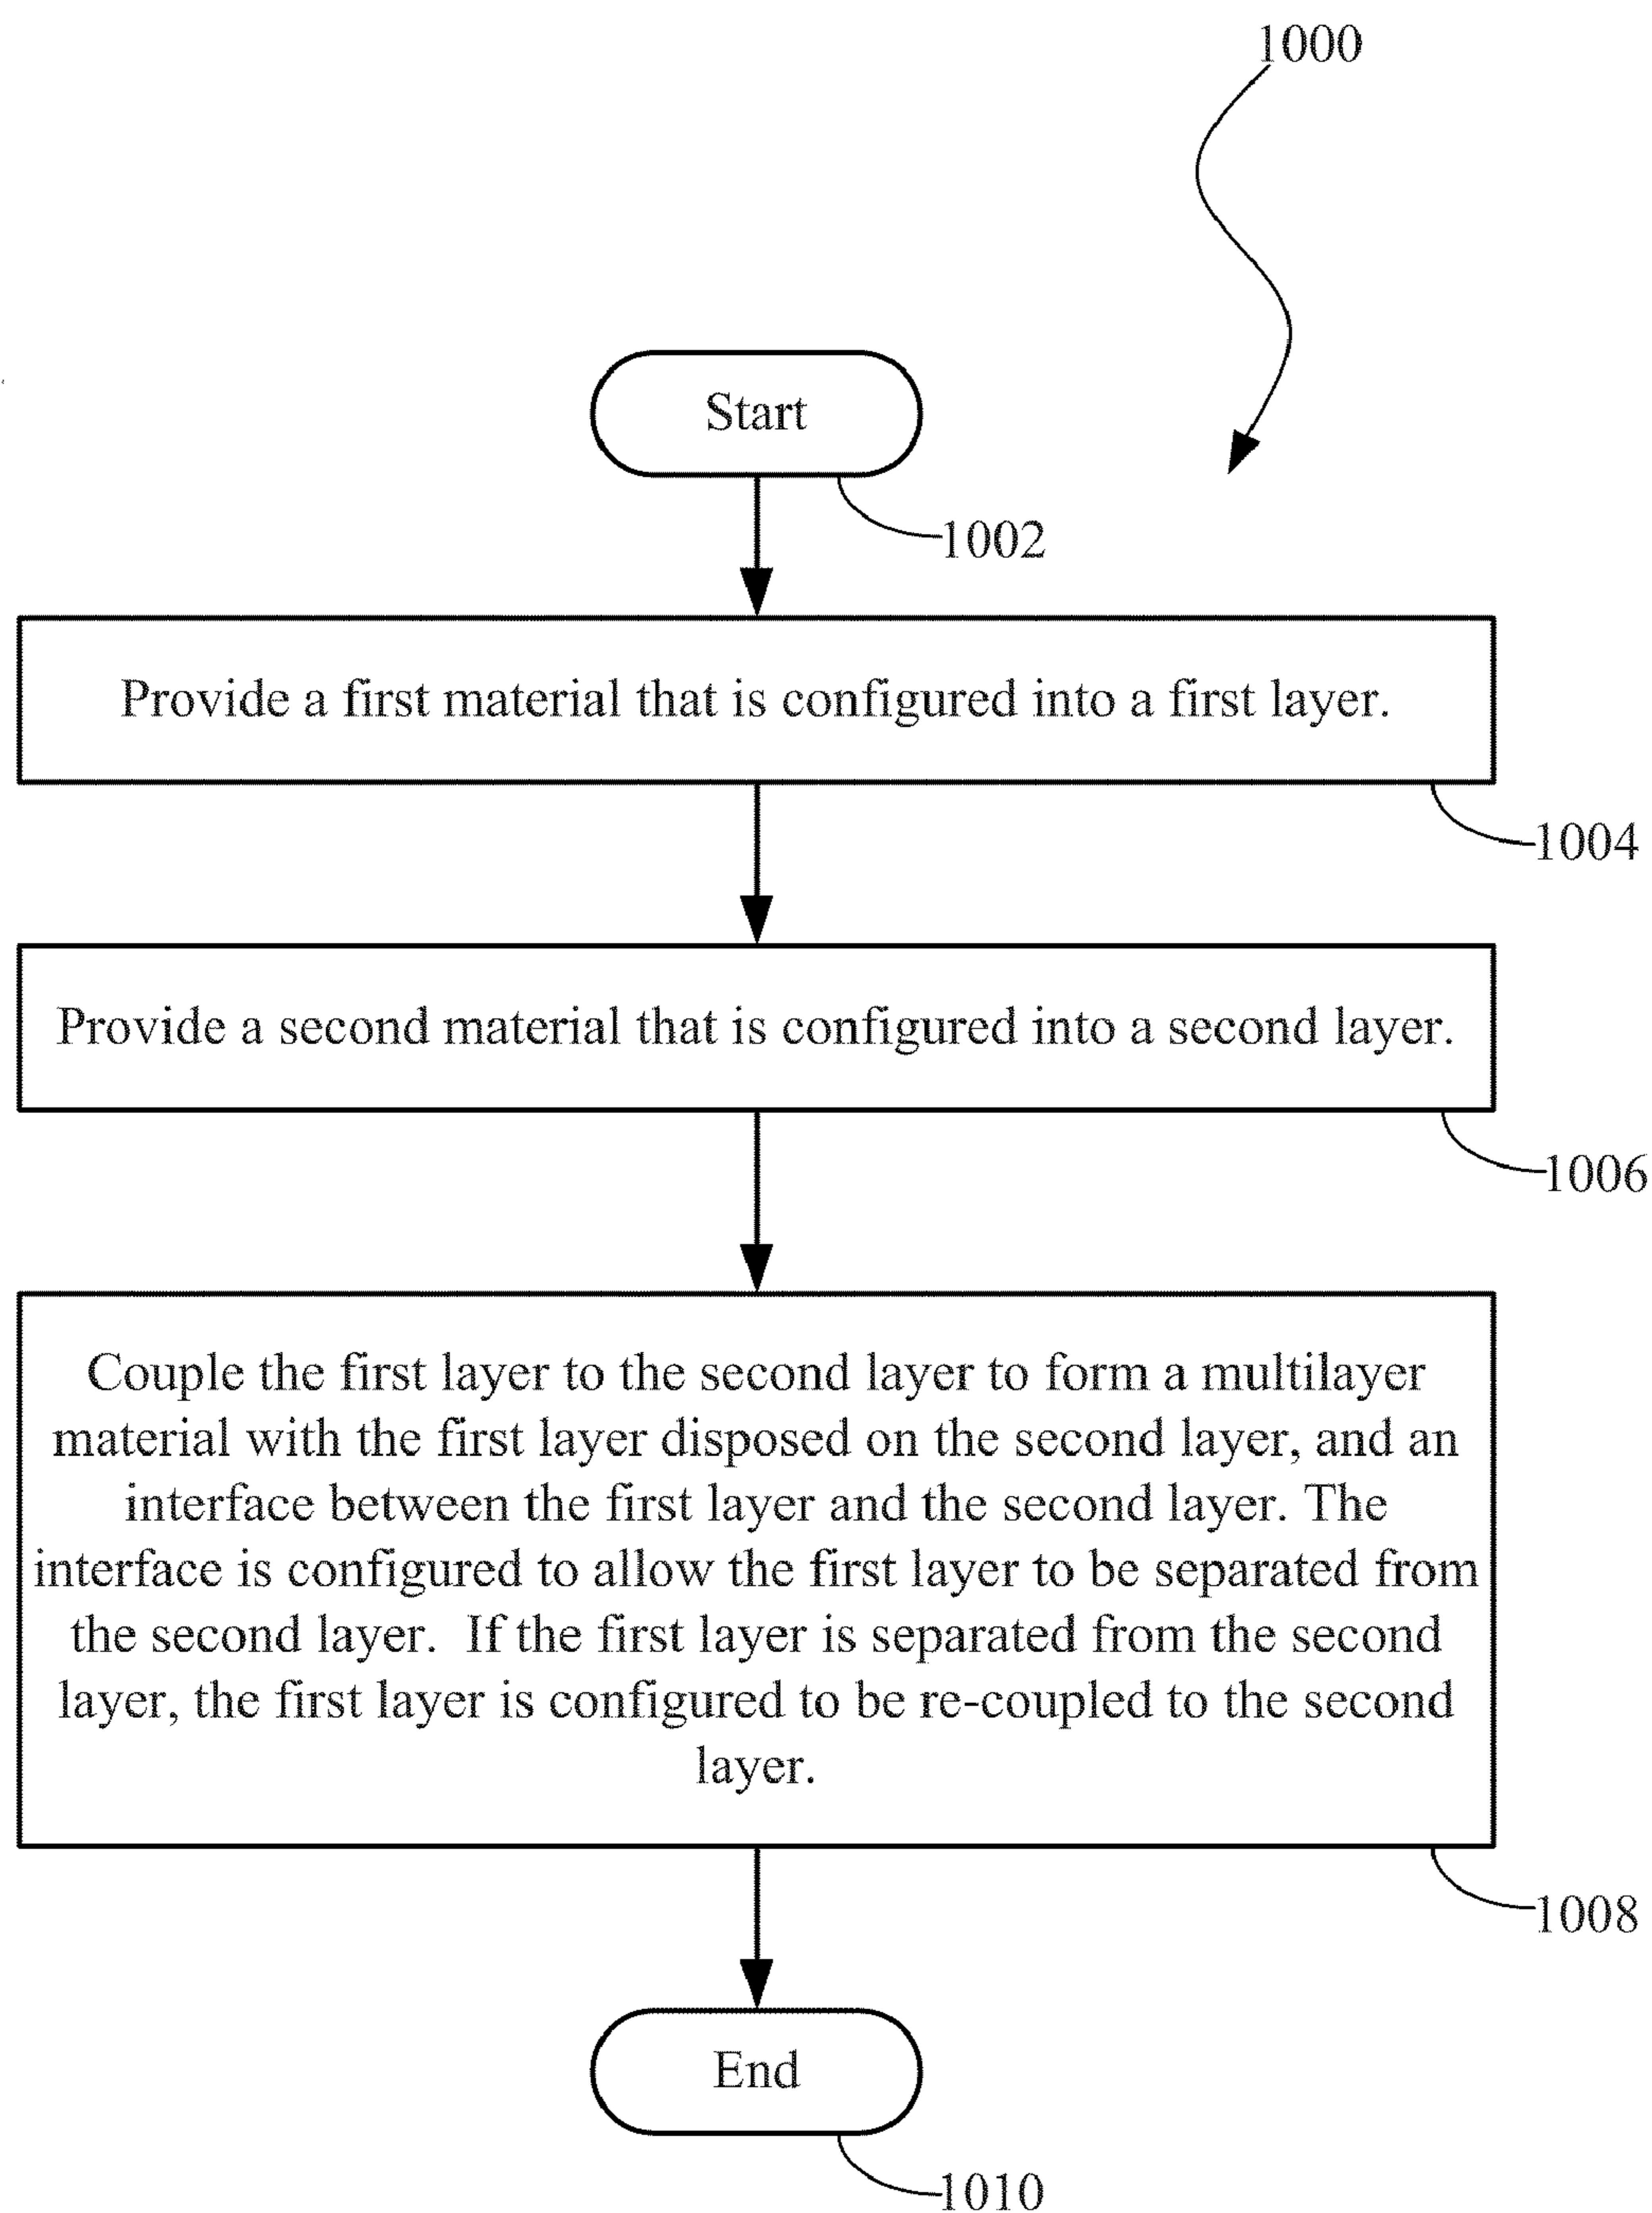 1000
Start
1002
Provide a first material that is configured into a first layer.
1004
Provide a second material that is configured into a second layer.
1006
Couple the first layer to the second layer to form a multilayer
material with the first layer disposed on the second layer, and an
interface between the first layer and the second layer. The
interface is configured to allow the first layer to be separated from
the second layer.  If the first layer is separated from the second
layer, the first layer is configured to be re-coupled to the second
layer.
1008
End
1010